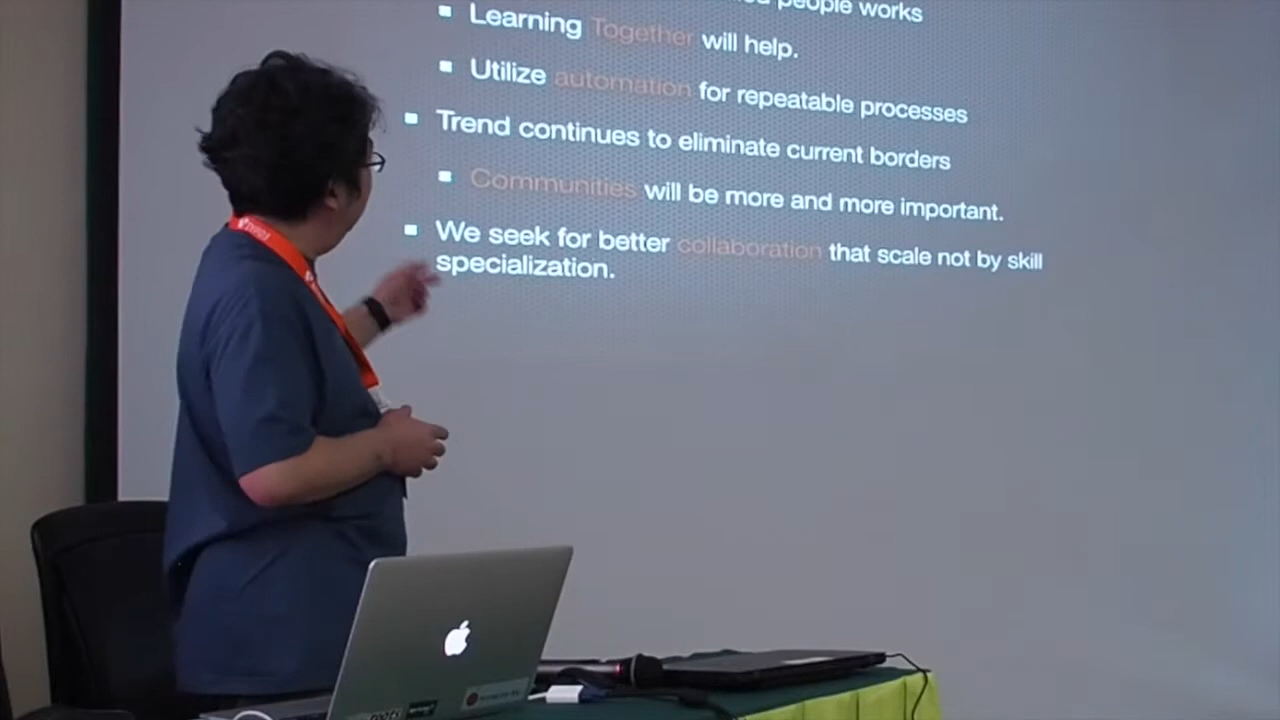 people works
Learning Together will help.
Utilize automation for repeatable processes
Trend continues to eliminate current borders
Communities will be more and more important.
We seek for better collaboration that scale not by skill
specialization.